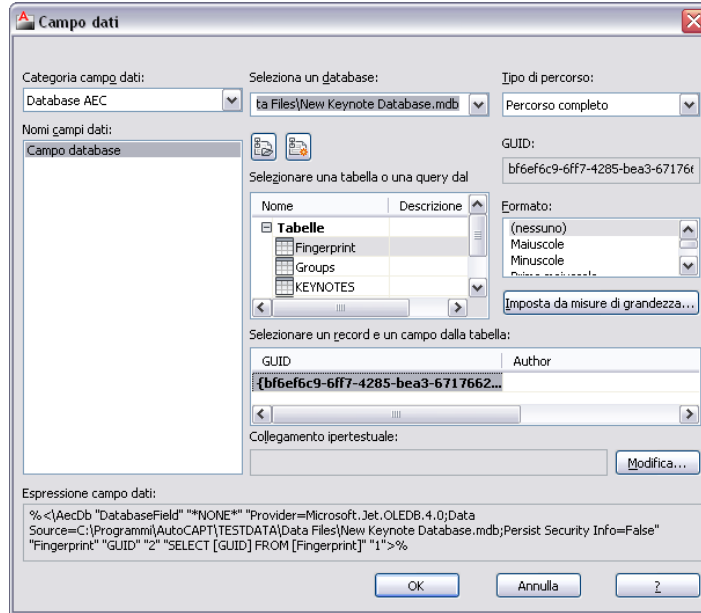 Campo dati
Categoria campo dati:
Seleziona un database:
Tipo di percorso:
Database AEC
ta Files\New Keynote Database.mdb
Percorso completo
Nomi campi dati:
Campo database
GUID:
bf6ef6c9-6ff7-4285-bea3-67176
Selezionare una tabella o una query dal
Nome Descrizione
Tabelle
Fingerprint
Groups
KEYNOTES
Formato:
(nessuno)
Maiuscole
Minuscole
Imposta da misure di grandezza...
Selezionare un record e un campo dalla tabella:
GUID Author
{bf6ef6c9-6ff7-4285-bea3-6717662...
Collegamento ipertestuale:
Modifica...
Espressione campo dati:
%<\AecDb "DatabaseField" "*NONE*" "Provider=Microsoft.Jet.OLEDB.4.0;Data
Source=C:\Programmi\AutoCAPT\TESTDATA\Data Files\New Keynote Database.mdb;Persist Security Info=False"
"Fingerprint" "GUID" "2" "SELECT [GUID] FROM [Fingerprint]" "1">%
OK Annulla ?